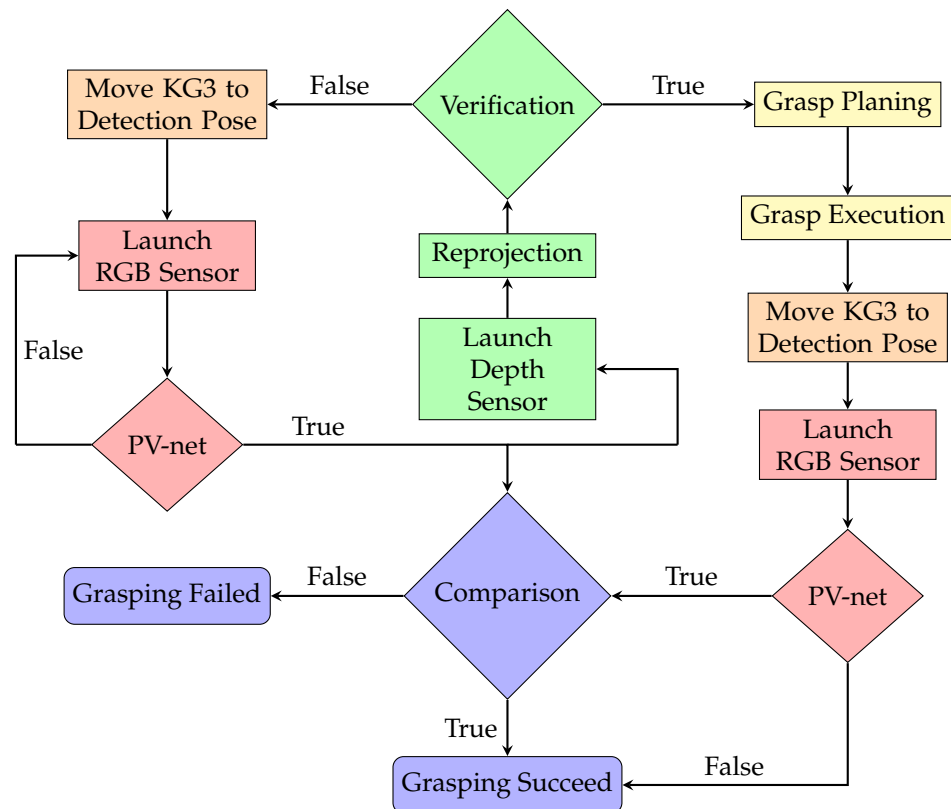 False
True
Move KG3 to
Detection Pose
Verification
Grasp Planing
Grasp Execution
Launch
RGB Sensor
Reprojection
Move KG3 to
Detection Pose
False
Launch
Depth
Sensor
PV-net
True
Launch
RGB Sensor
Grasping Failed
False
Comparison
True
PV-net
True
False
Grasping Succeed